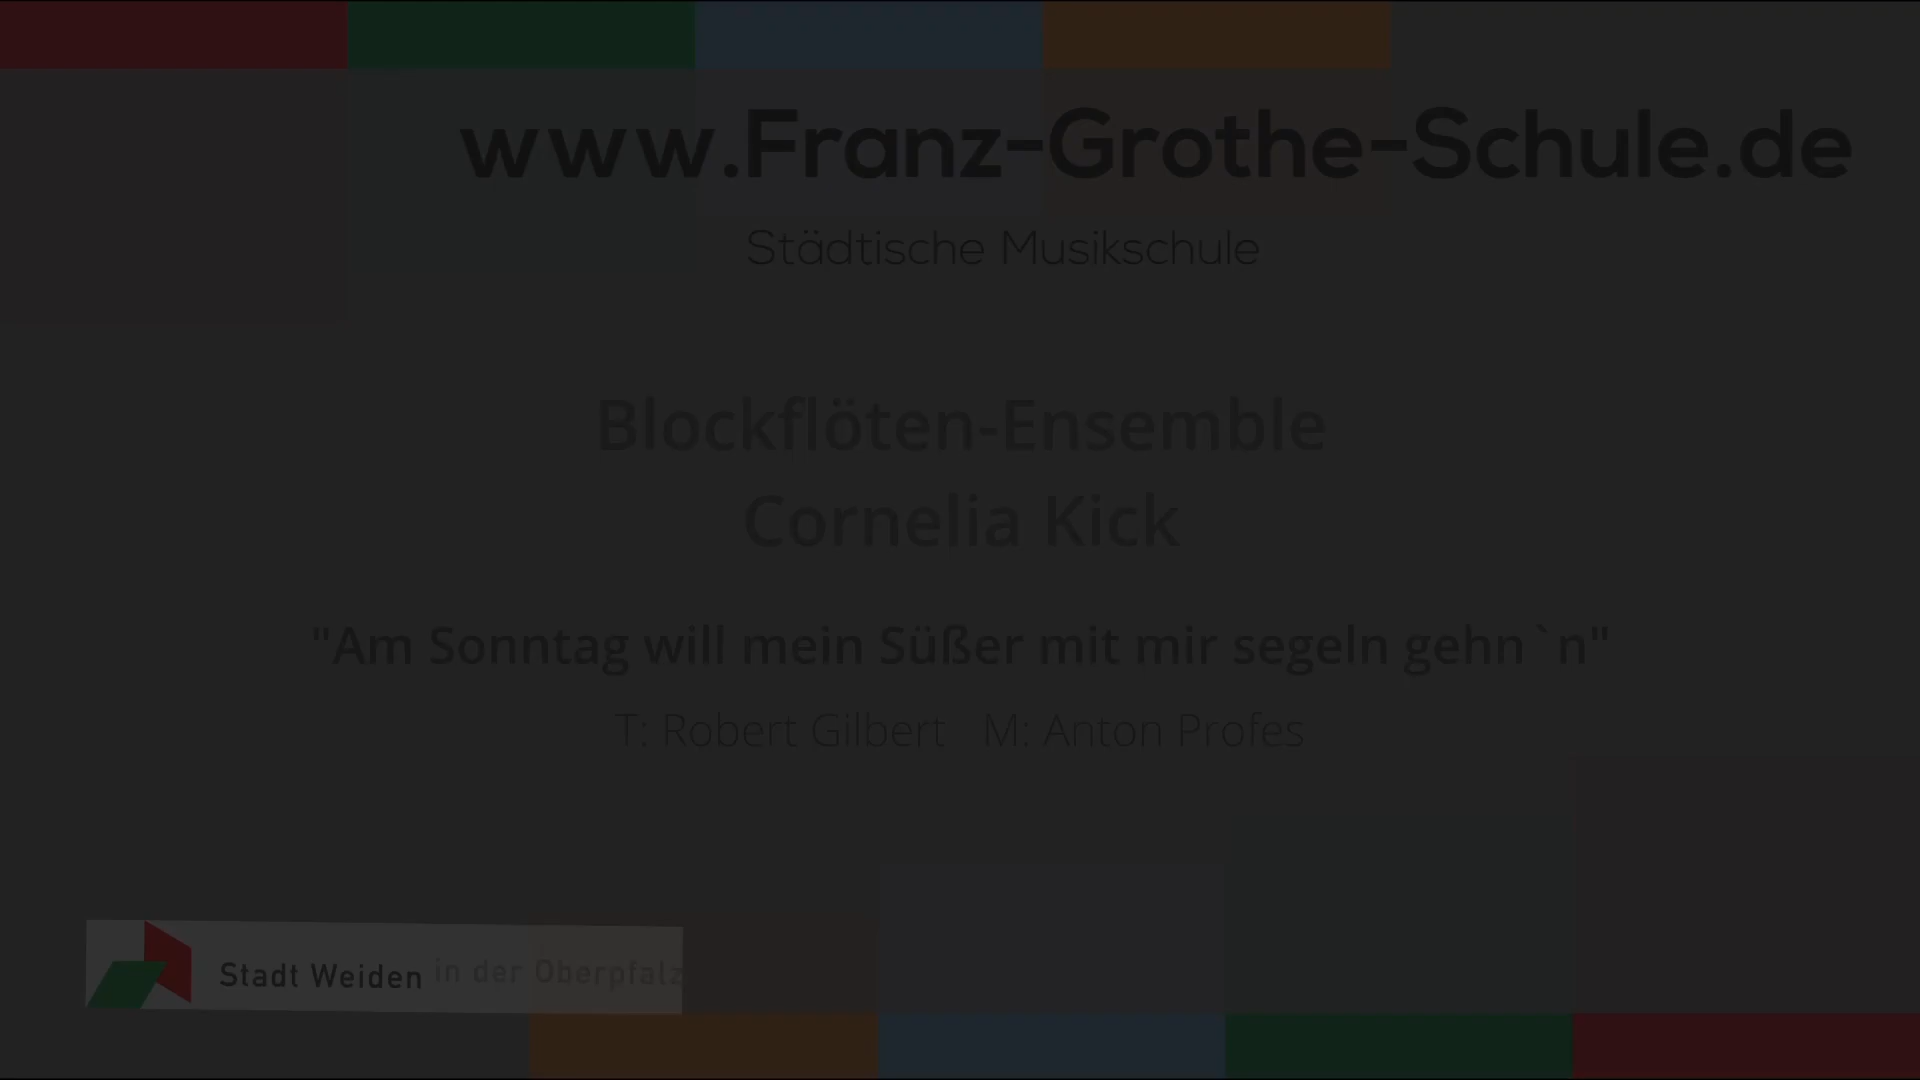 www.Franz-Grothe-Schule.de
Städtische Musikschule
Blockflöten-Ensemble
Cornelia Kick
"Am Sonntag will mein Süßer mit mir segeln gehn`n"
T: Robert Gilbert   M: Anton Profes
Stadt Weiden in der Oberpfalz